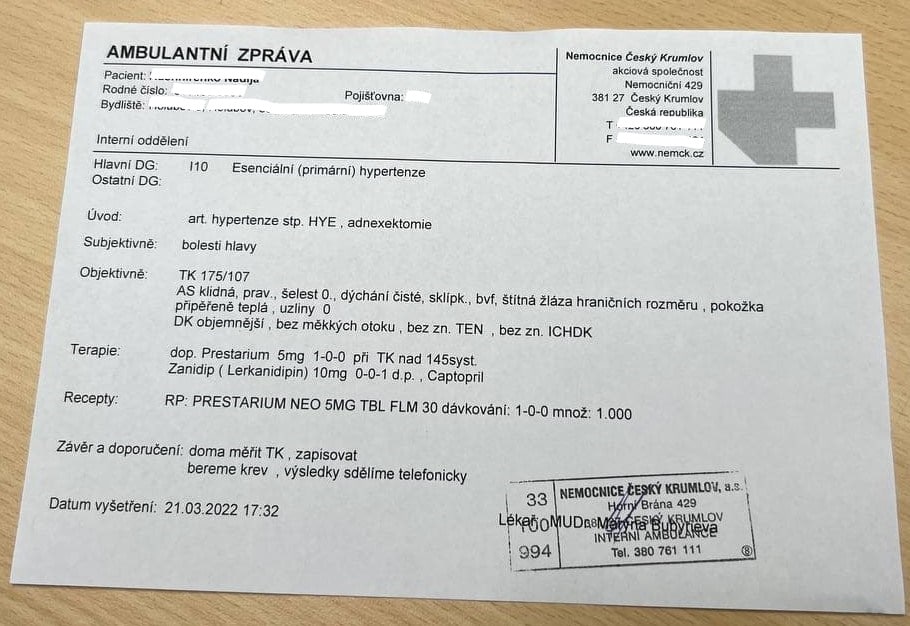 AMBULANTNÍ ZPRÁVA
Pacient:
Rodné číslo:
Pojišťovna:
Bydliště:
Interní oddělení
Nemocnice Český Krumlov
akciová společnost
Nemocniční 429
381 27 Český Krumlov
Česká republika
T
F
www.nemck.cz
Hlavní DG: I10 Esenciální (primární) hypertenze
Ostatní DG:
Úvod: art. hypertenze stp. HYE , adnexektomie
Subjektivně: bolesti hlavy
Objektivně: TK 175/107
AS klidná, prav., šelest 0., dýchání čisté, sklípk., bvf, štítná žláza hraničních rozměru , pokožka
připěřeně teplá , uzliny 0
DK objemnější , bez měkkých otoku , bez zn. TEN , bez zn. ICHDK
Terapie: dop. Prestarium 5mg 1-0-0 při TK nad 145syst.
Zanidip ( Lerkanidipin) 10mg 0-0-1 d.p. , Captopril
Recepty: RP: PRESTARIUM NEO 5MG TBL FLM 30 dávkování: 1-0-0 množ: 1.000
Závěr a doporučení: doma měřit TK , zapisovat
bereme krev , výsledky sdělíme telefonicky
Datum vyšetření: 21.03.2022 17:32
33
100
994
NEMOCNICE ČESKÝ KRUMLOV, a.s.
Horní Brána 429
ČESKÝ KRUMLOV
INTERNÍ AMBULANCE
Tel. 380 761 111
8
Lékař MUDr.